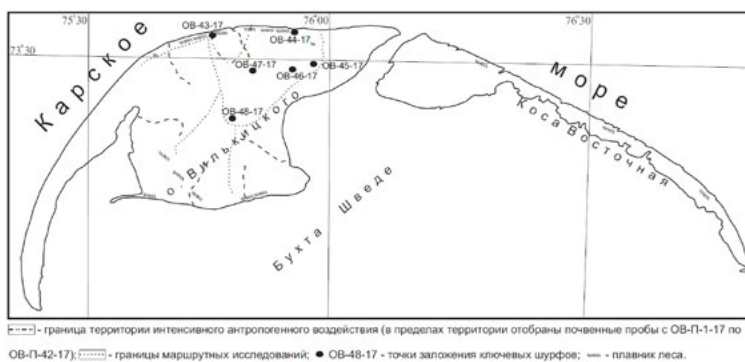 75°30'
76°00'
76°30'
73°30'
ОВ-43-17
ОВ-44-17
ОВ-47-17
ОВ-45-17
ОВ-46-17
ОВ-48-17
Карское
море
о Вилькицкого
Коса Восточная
Бухта Шведе
- граница территории интенсивного антропогенного воздействия (в пределах территории отобраны почвенные пробы с ОВ-П-1-17 по
ОВ-П-42-17); - границы маршрутных исследований; ОВ-48-17 - точки заложения ключевых шурфов; - плавник леса.